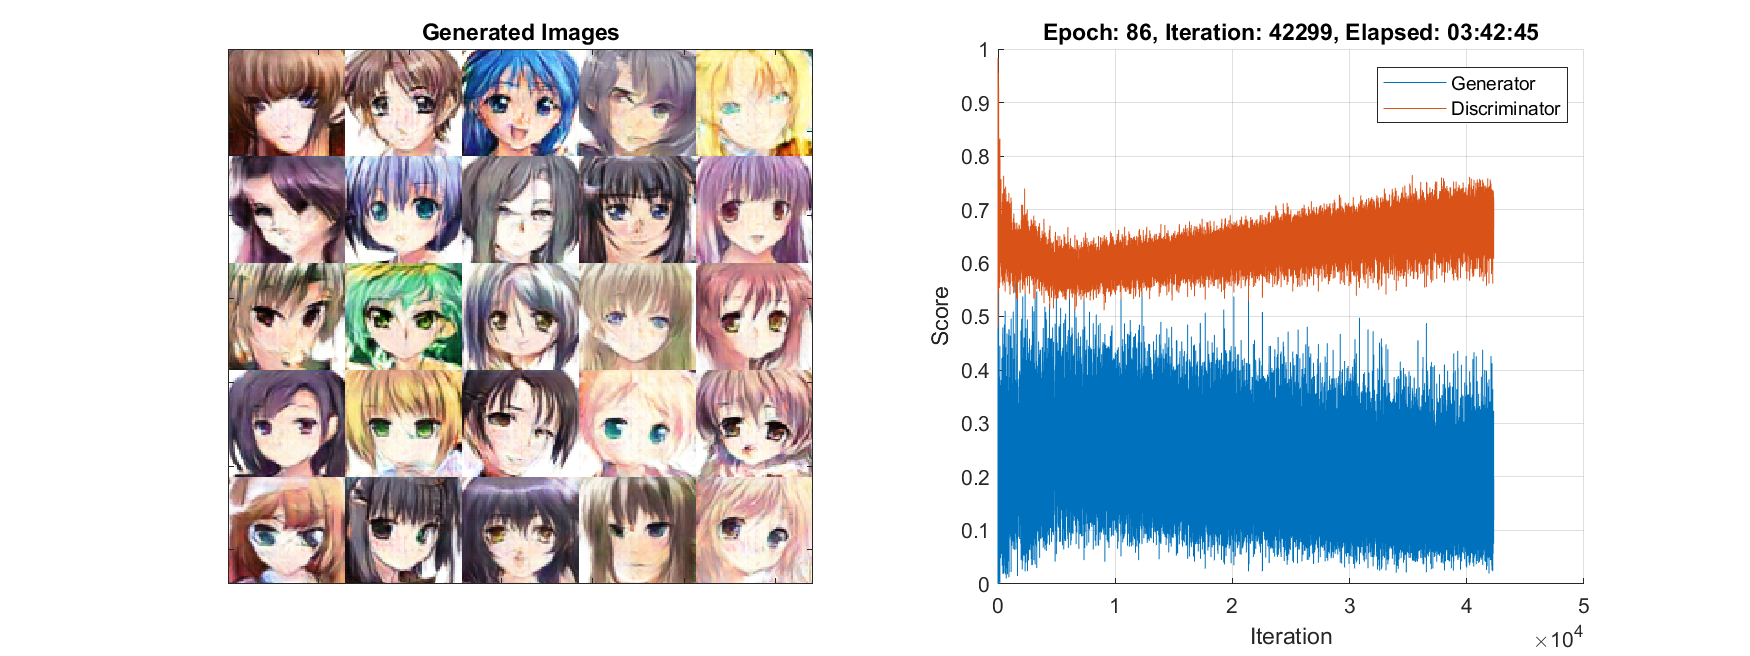 Generated Images
Epoch: 86, Iteration: 42299, Elapsed: 03:42:45
1
0.9
0.8
0.7
0.6
0.5
0.4
0.3
0.2
0.1
0
Score
Generator
Discriminator
0 1 2 3 4 5
Iteration
×10⁴